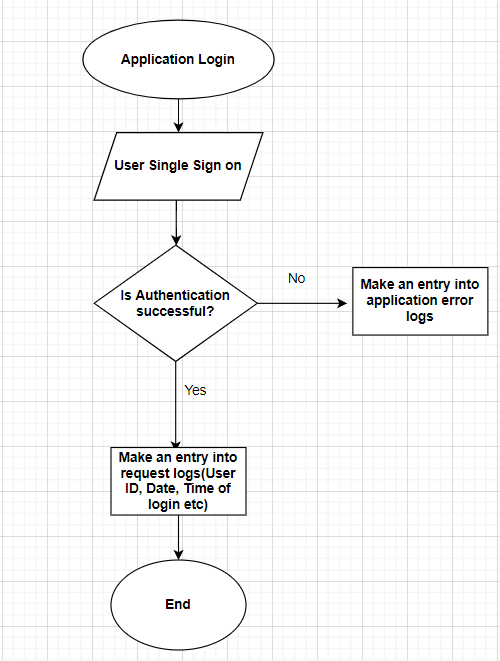 Application Login
User Single Sign on
Is Authentication
successful?
No
Make an entry into
application error
logs
Yes
Make an entry into
request logs(User
ID, Date, Time of
login etc)
End